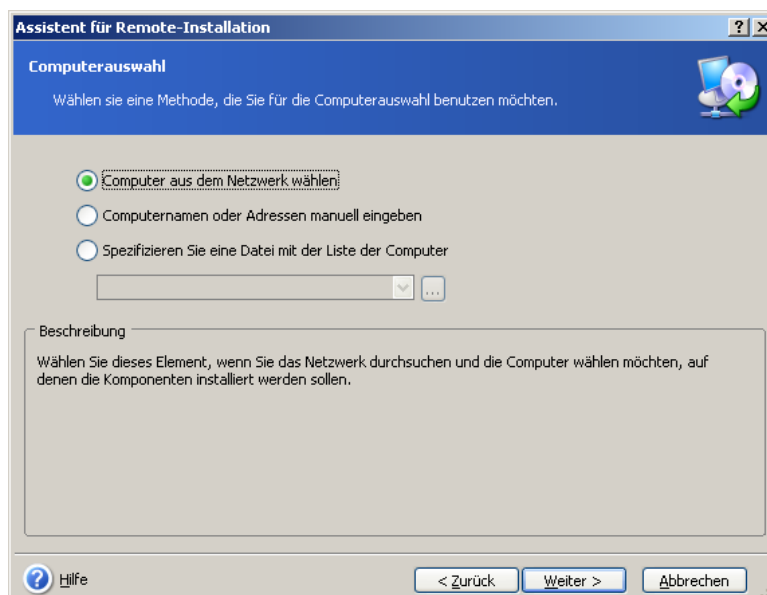 Assistent für Remote-Installation
Computerauswahl
Wählen sie eine Methode, die Sie für die Computerauswahl benutzen möchten.
Computer aus dem Netzwerk wählen
Computernamen oder Adressen manuell eingeben
Spezifizieren Sie eine Datei mit der Liste der Computer
...
Beschreibung
Wählen Sie dieses Element, wenn Sie das Netzwerk durchsuchen und die Computer wählen möchten, auf
denen die Komponenten installiert werden sollen.
Hilfe
< Zurück
Weiter >
Abbrechen